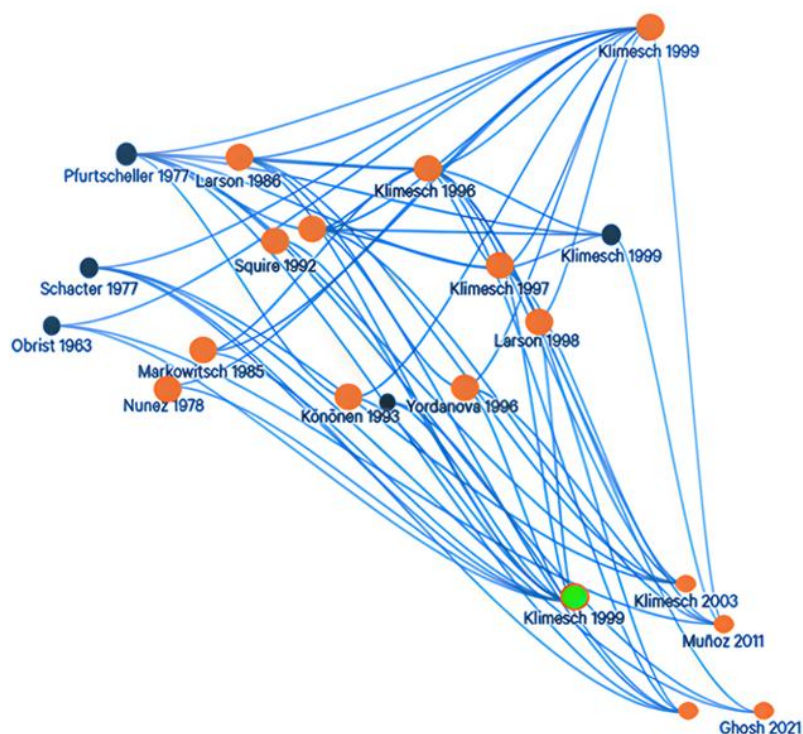 Klimesch 1999
Pfurtscheller 1977
Larson 1986
Klimesch 1996
Squire 1992
Klimesch 1999
Schacter 1977
Klimesch 1997
Obrist 1963
Larson 1998
Markowitsch 1985
Nunez 1978
Könönen 1993
Yordanova 1996
Klimesch 2003
Klimesch 1999
Muñoz 2011
Ghosh 2021